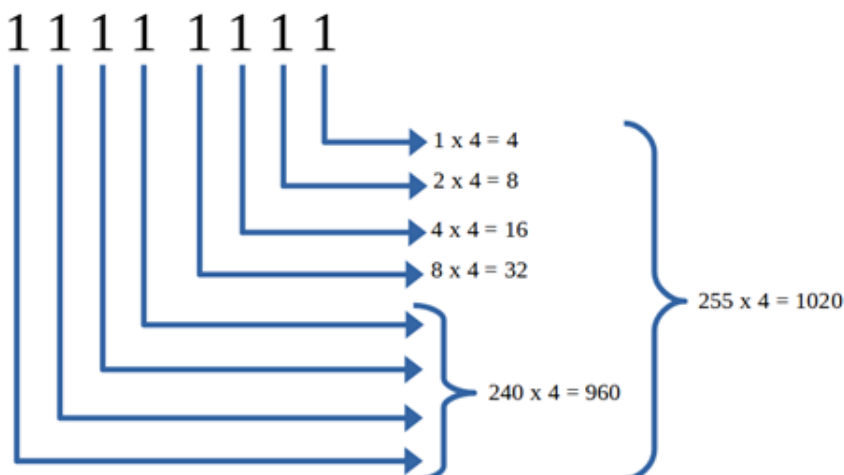 1 1 1 1 1 1 1 1
1 x 4 = 4
2 x 4 = 8
4 x 4 = 16
8 x 4 = 32
255 x 4 = 1020
240 x 4 = 960